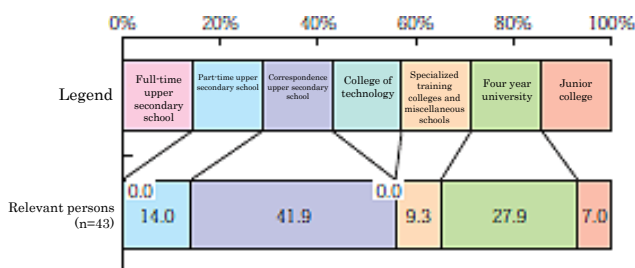 0% 20% 40% 60% 80% 100%
Legend
Full-time
upper
secondary
school
Part-time upper
secondary school
Correspondence
upper secondary
school
College of
technology
Specialized
training
colleges and
miscellaneous
schools
Four year
university
Junior
college
Relevant persons
(n=43)
0.0 0.0
14.0 41.9 9.3 27.9 7.0